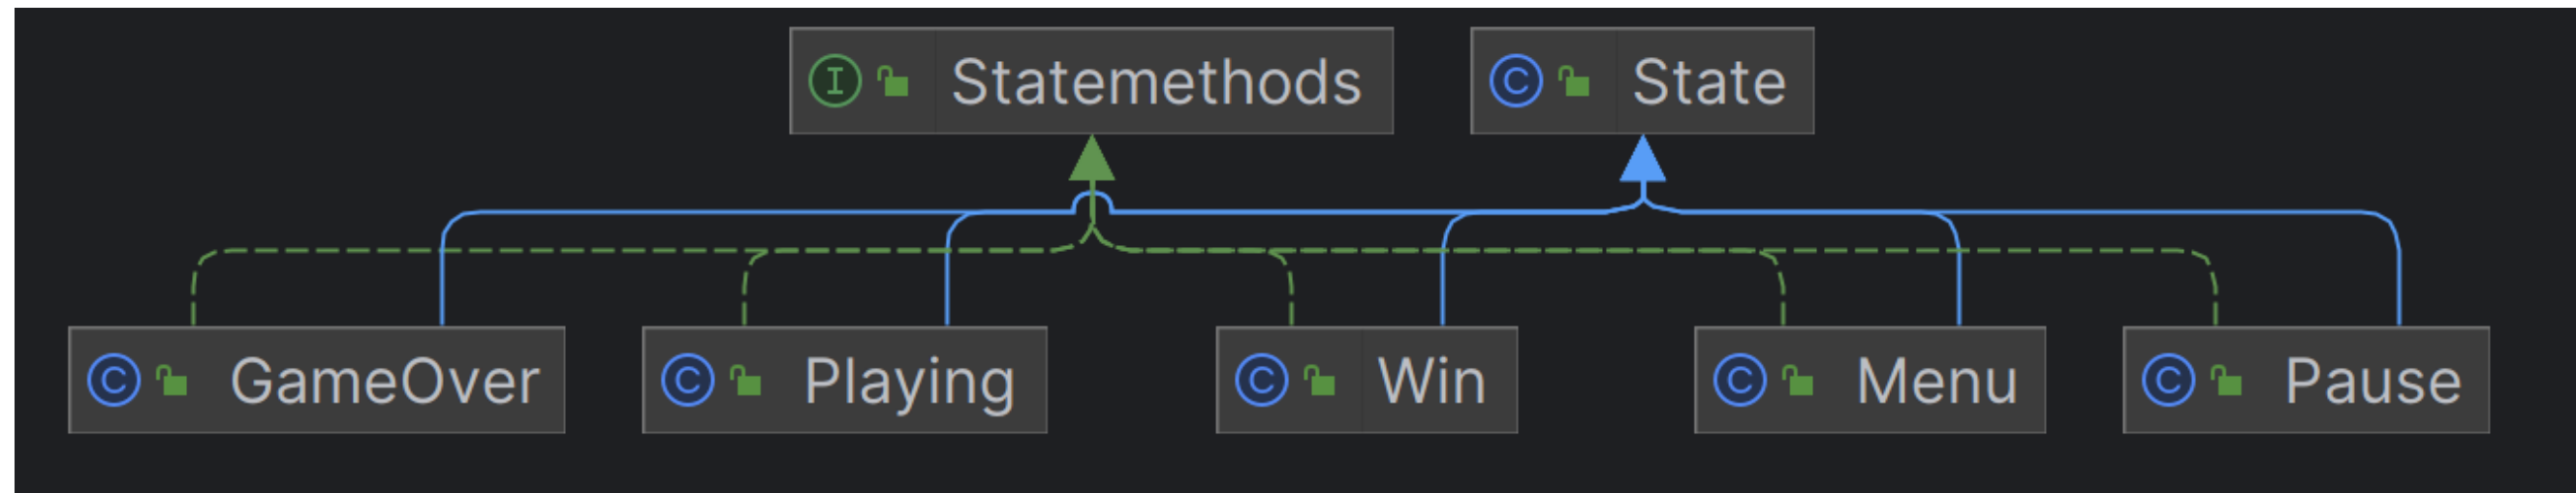 I Statemethods
C State
C GameOver
C Playing
C Win
C Menu
C Pause